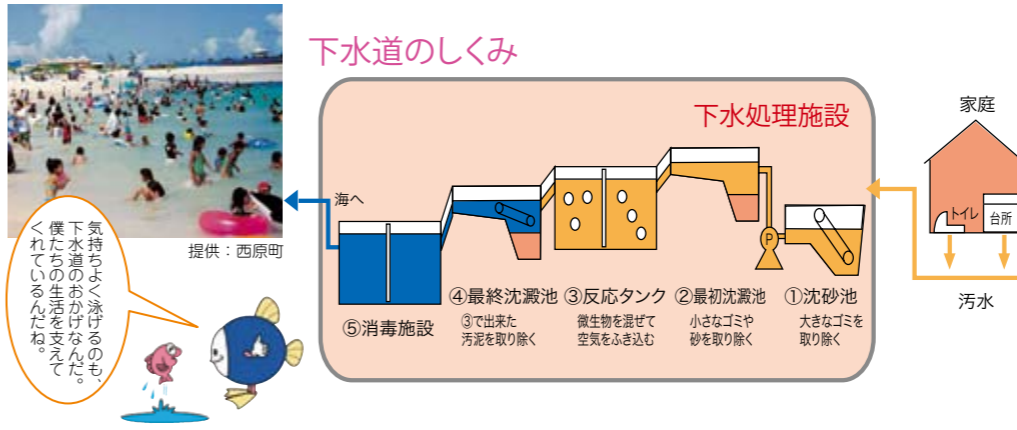 下水道のしくみ
下水処理施設
家庭
トイレ
台所
汚水
P
①沈砂池
大きなゴミを
取り除く
②最初沈澱池
小さなゴミや
砂を取り除く
③反応タンク
微生物を混ぜて
空気をふき込む
④最終沈澱池
③で出来た
汚泥を取り除く
⑤消毒施設
海へ
提供：西原町
気持ちよく泳げるのも、
下水道のおかげなんだ。
僕たちの生活を支えて
くれているんだね。